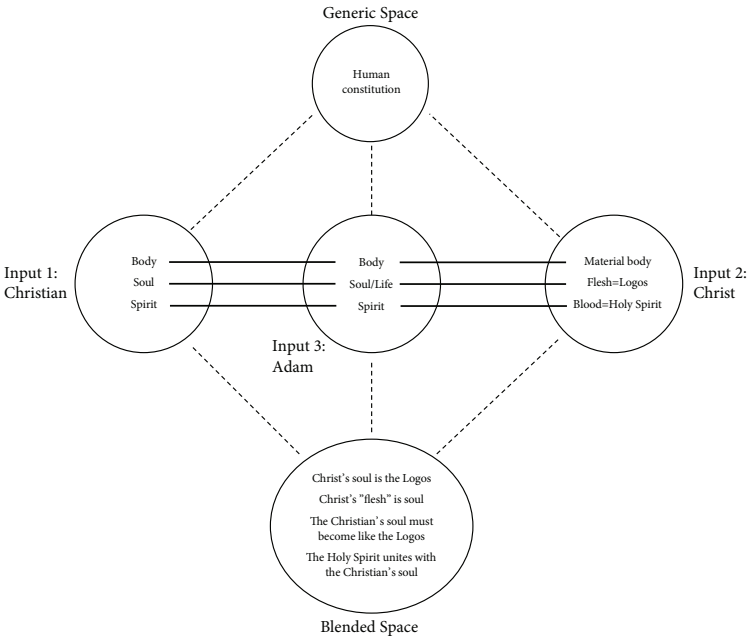 Generic Space
Human
constitution
Input 1:
Christian
Body
Soul
Spirit
Body
Soul/Life
Spirit
Material body
Flesh=Logos
Blood=Holy Spirit
Input 2:
Christ
Input 3:
Adam
Christ's soul is the Logos
Christ's "flesh" is soul
The Christian's soul must
become like the Logos
The Holy Spirit unites with
the Christian's soul
Blended Space